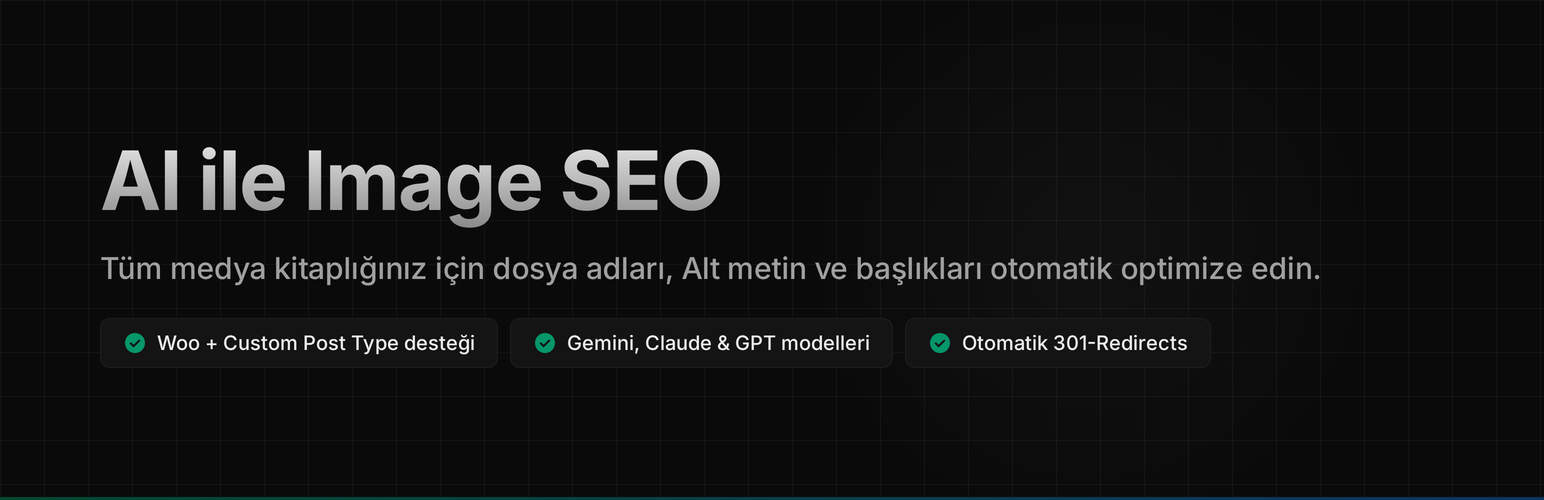 AI ile Image SEO
Tüm medya kitaplığınız için dosya adları, Alt metin ve başlıkları otomatik optimize edin.
Woo + Custom Post Type desteği
Gemini, Claude & GPT modelleri
Otomatik 301-Redirects